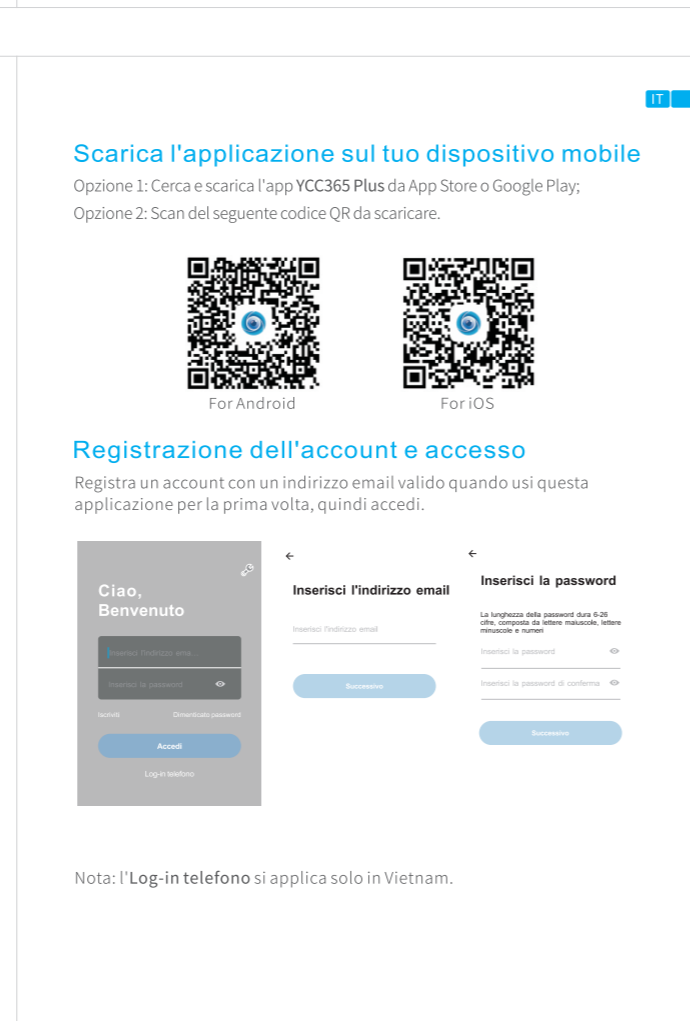 IT
Scarica l'applicazione sul tuo dispositivo mobile
Opzione 1: Cerca e scarica l'app YCC365 Plus da App Store o Google Play;
Opzione 2: Scan del seguente codice QR da scaricare.
For Android
For iOS
Registrazione dell'account e accesso
Registra un account con un indirizzo email valido quando usi questa
applicazione per la prima volta, quindi accedi.
Ciao,
Benvenuto
Inserisci l'indirizzo ema...
Inserisci la password
Iscriviti
Dimenticato password
Accedi
Log-in telefono
Inserisci l'indirizzo email
Inserisci l'indirizzo email
Successivo
Inserisci la password
La lunghezza della password dura 6-26
cifre, composta da lettere maiuscole, lettere
minuscole e numeri
Inserisci la password
Inserisci la password di conferma
Successivo
Nota: l'Log-in telefono si applica solo in Vietnam.